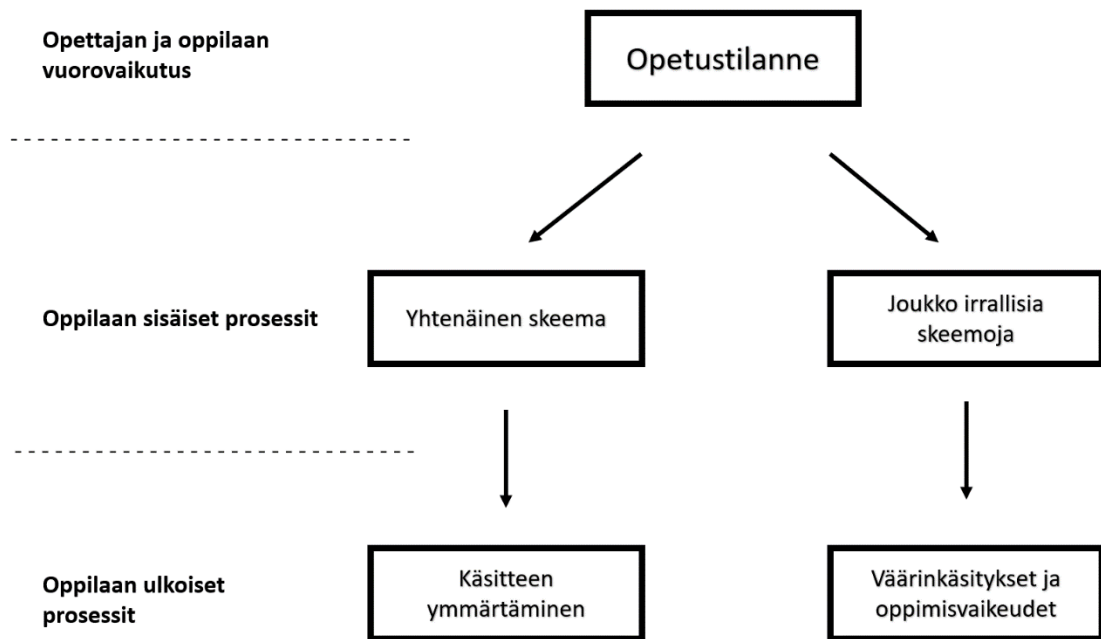 Opettajan ja oppilaan
vuorovaikutus
Opetustilanne
Oppilaan sisäiset prosessit
Yhtenäinen skeema
Joukko irrallisia
skeemoja
Oppilaan ulkoiset
prosessit
Käsitteen
ymmärtäminen
Väärinkäsitykset ja
oppimisvaikeudet